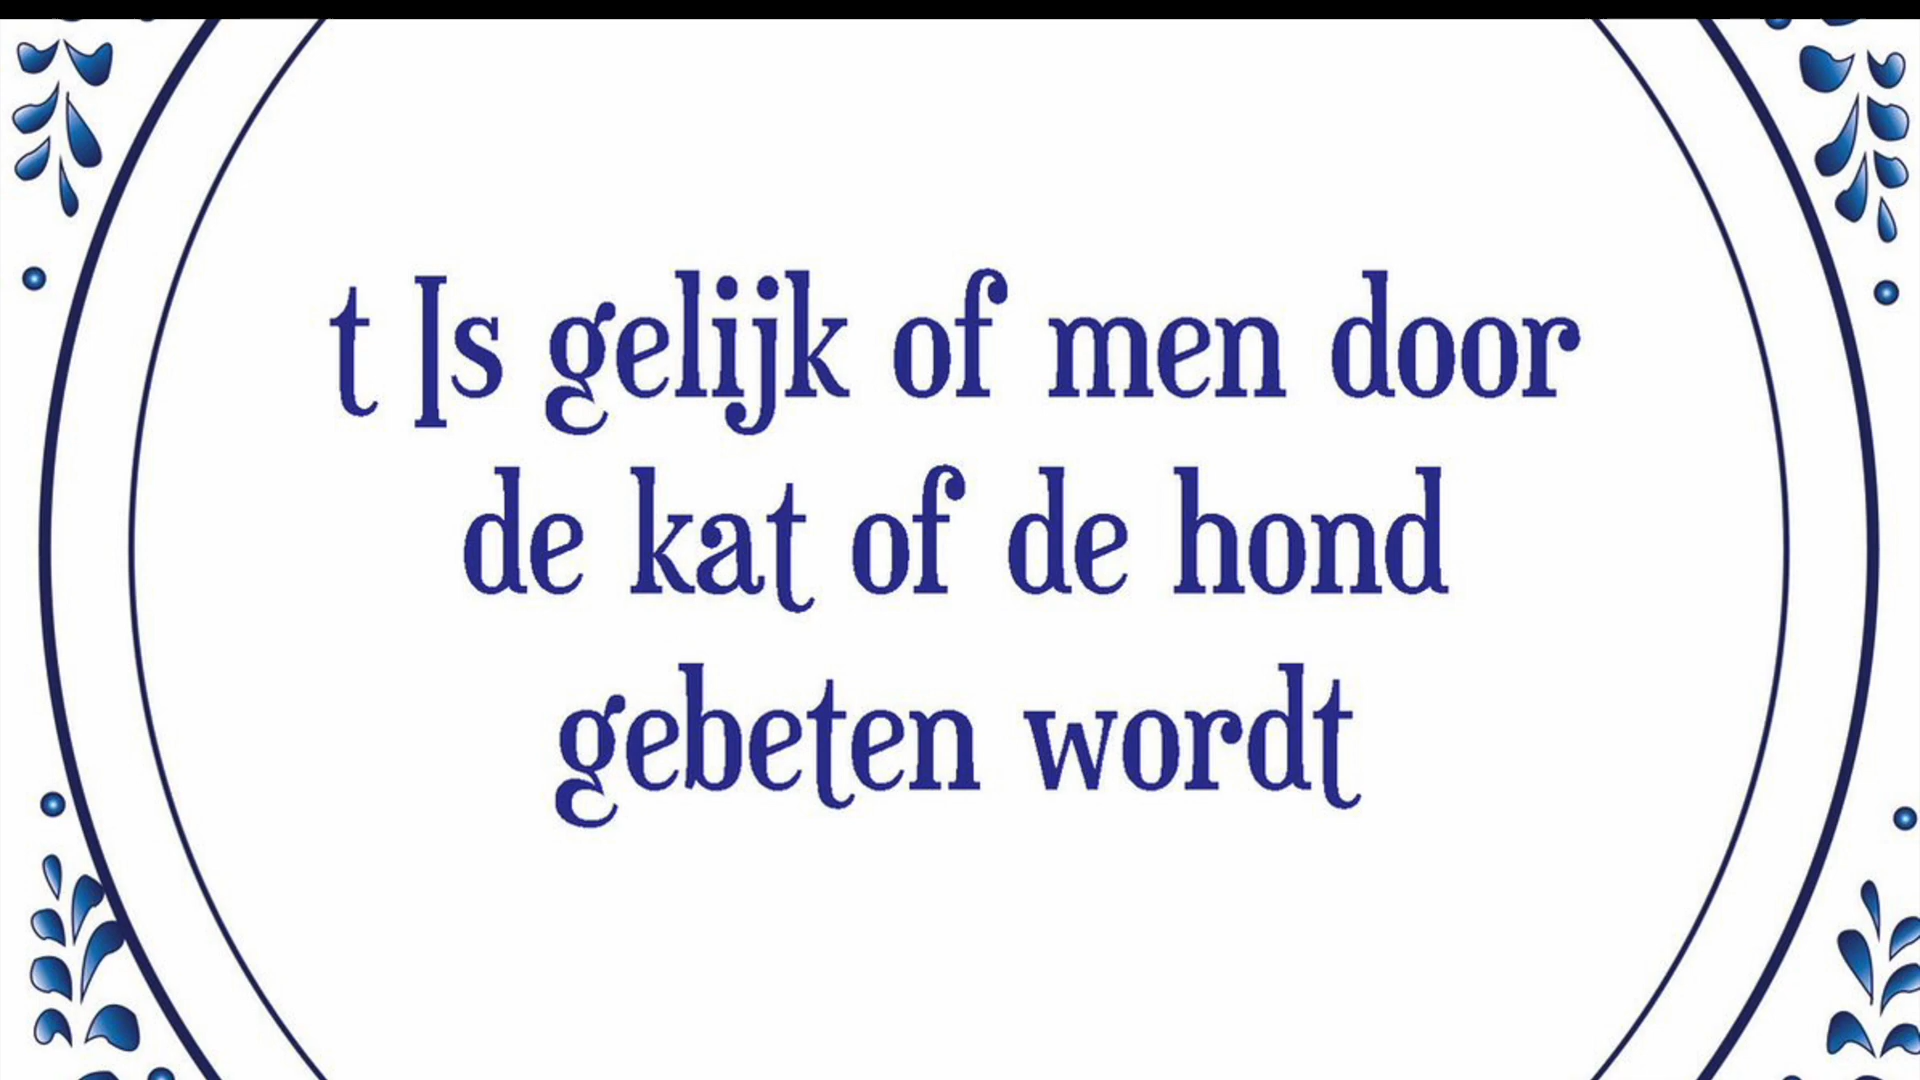 t Is gelijk of men door
de kat of de hond
gebeten wordt